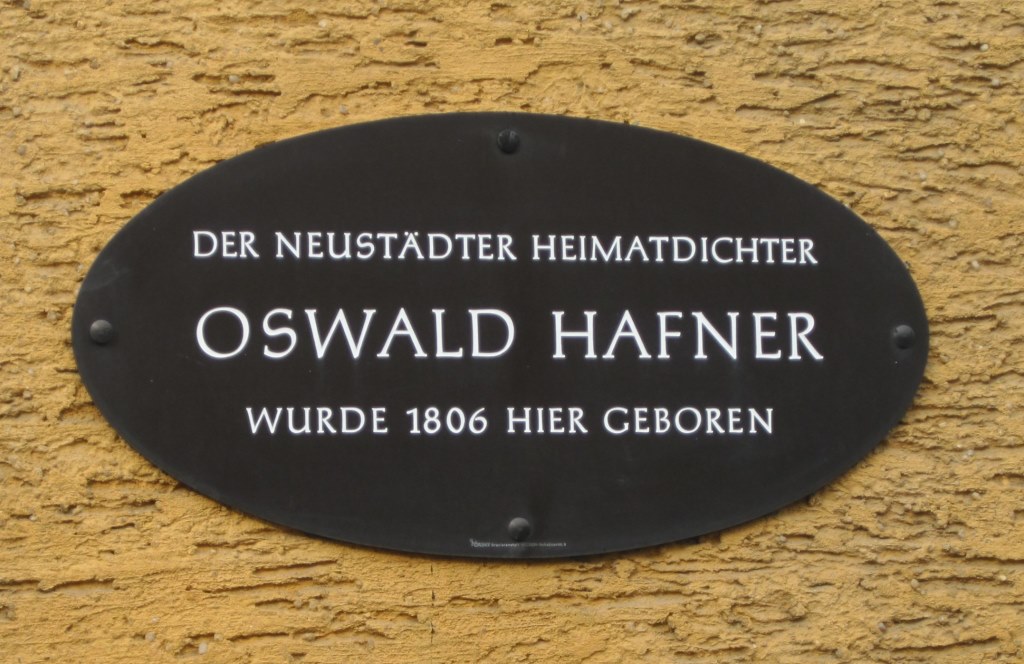 DER NEUSTÄDTER HEIMATDICHTER
OSWALD HAFNER
WURDE 1806 HIER GEBOREN